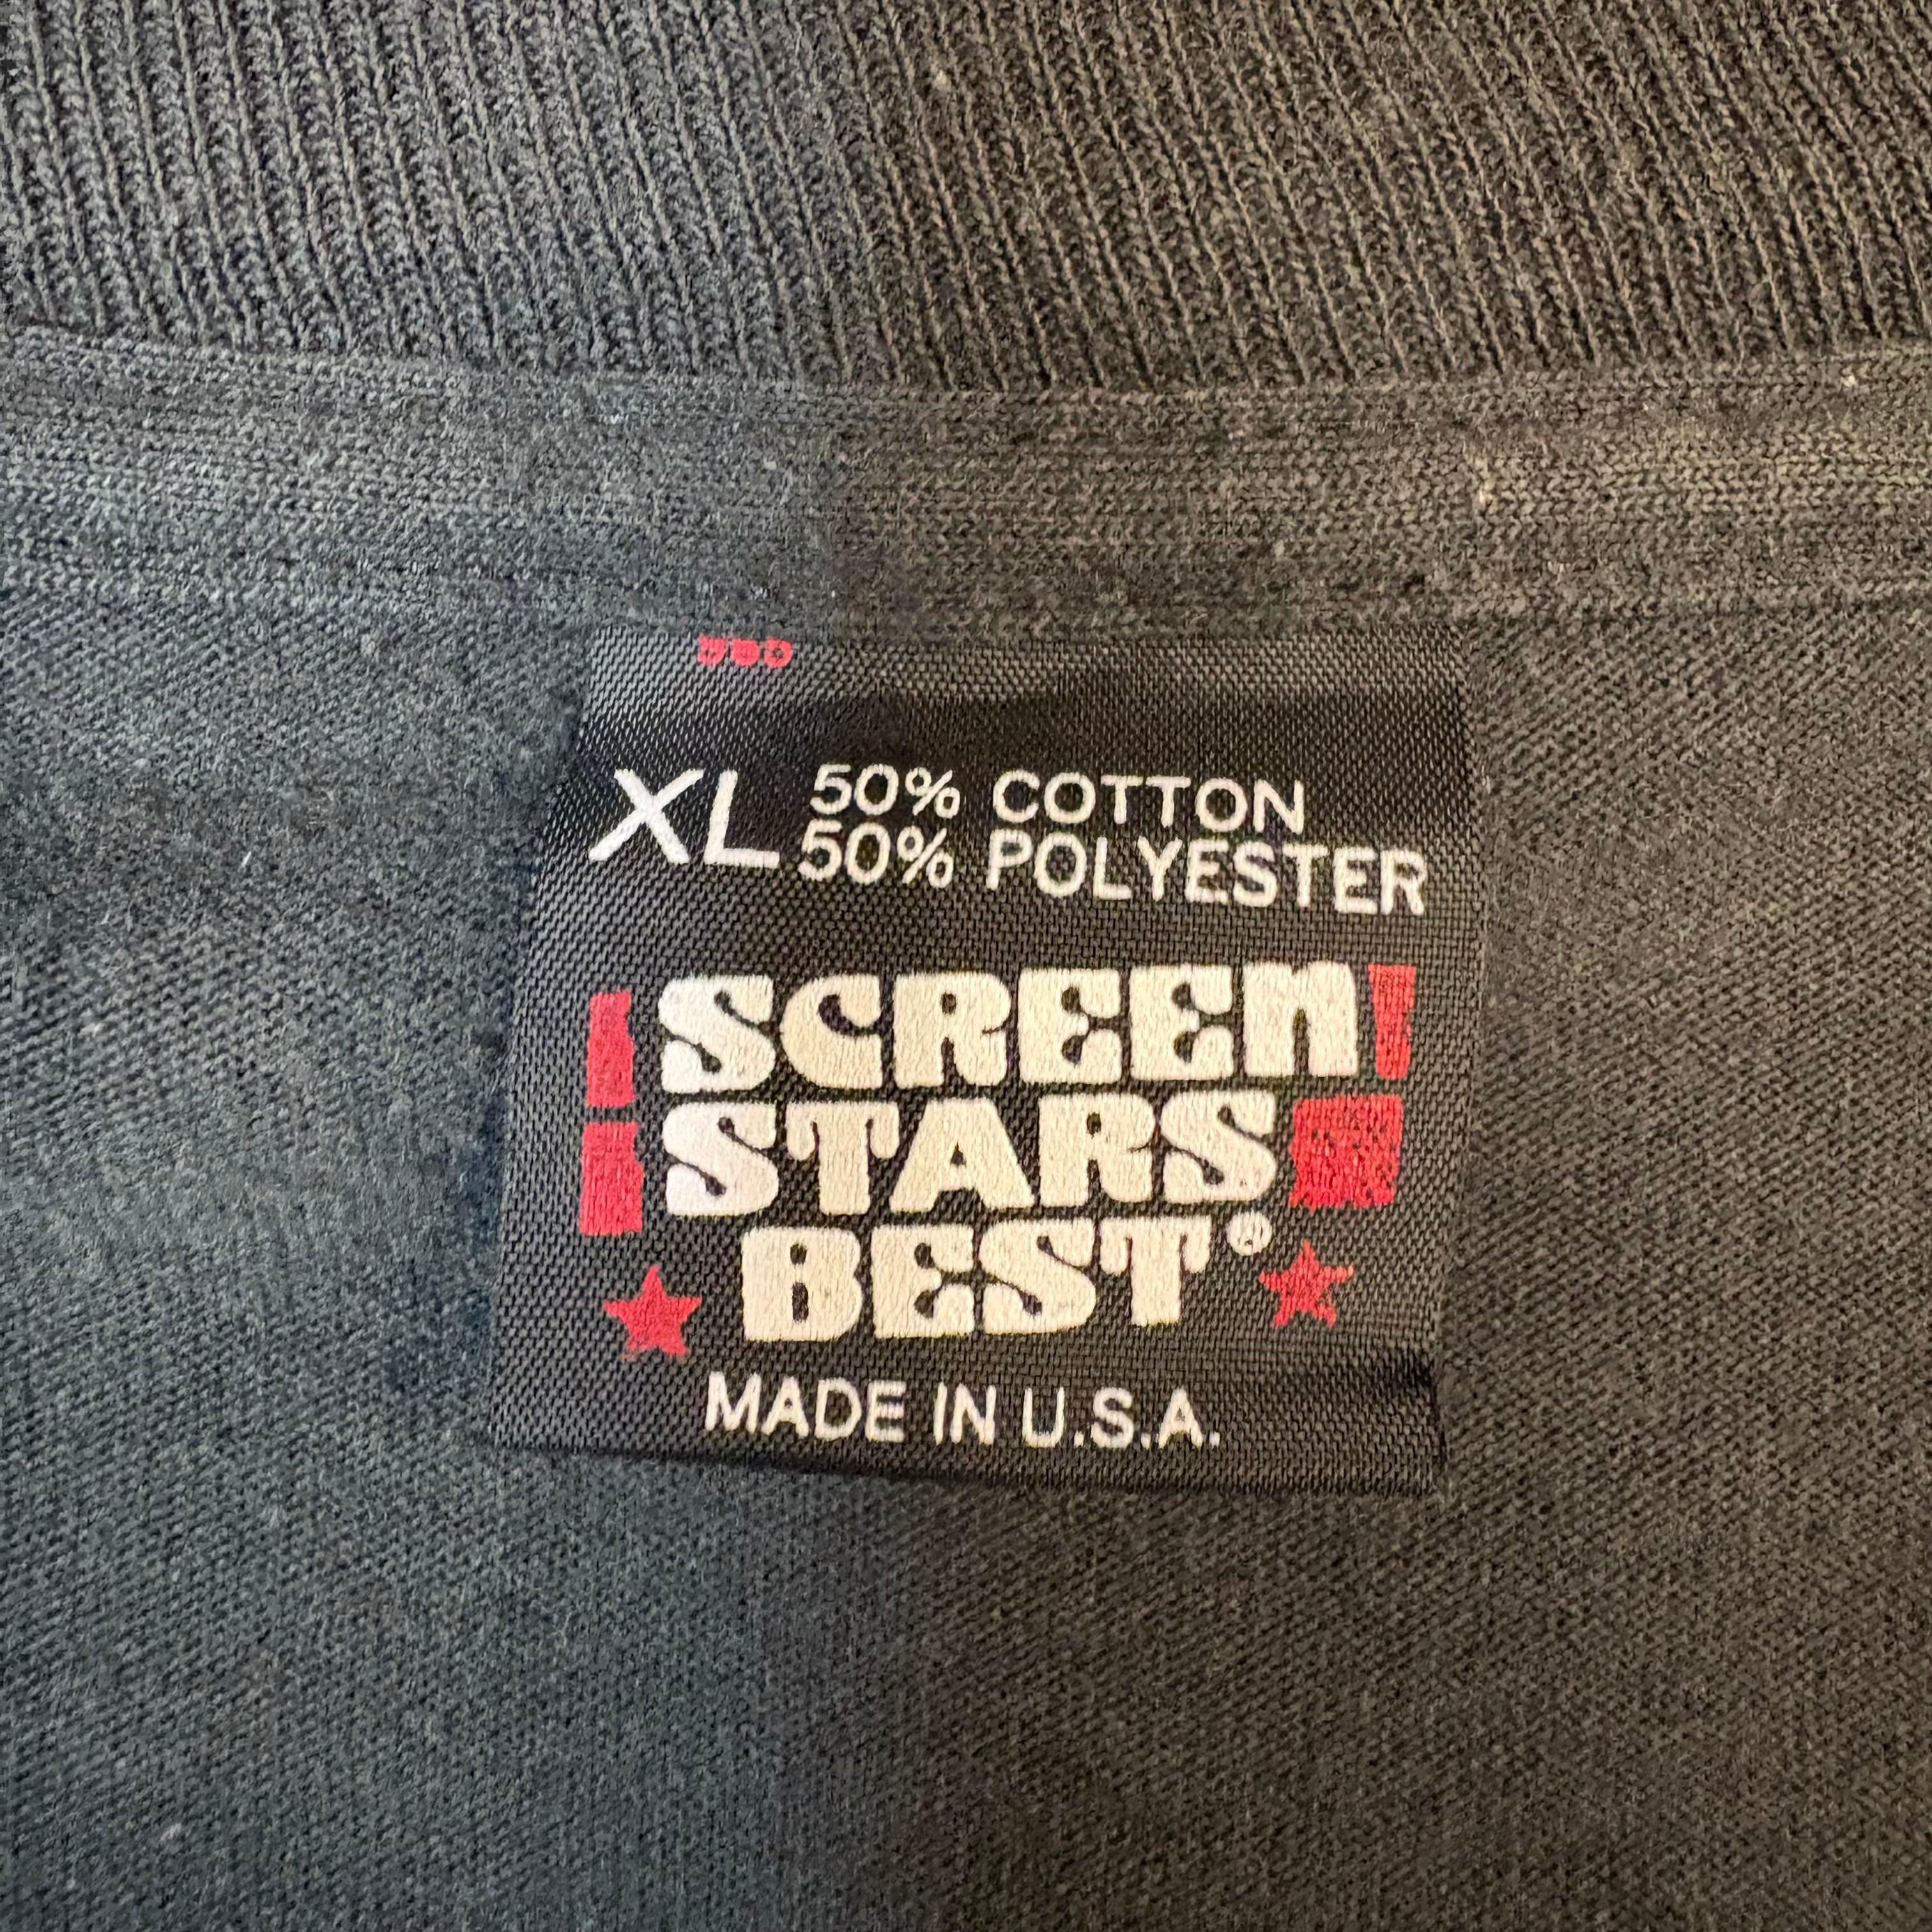 XL 50% COTTON
50% POLYESTER
SCREEN
STARS
BEST®
MADE IN U.S.A.